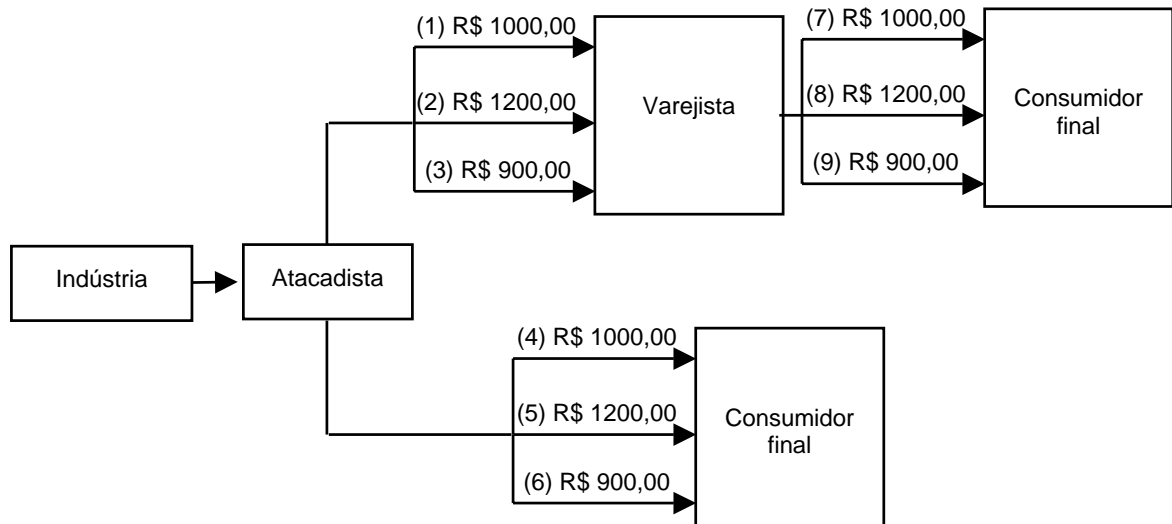 (1) R$ 1000,00
(2) R$ 1200,00
(3) R$ 900,00
Varejista
(7) R$ 1000,00
(8) R$ 1200,00
(9) R$ 900,00
Consumidor
final
Indústria
Atacadista
(4) R$ 1000,00
(5) R$ 1200,00
(6) R$ 900,00
Consumidor
final